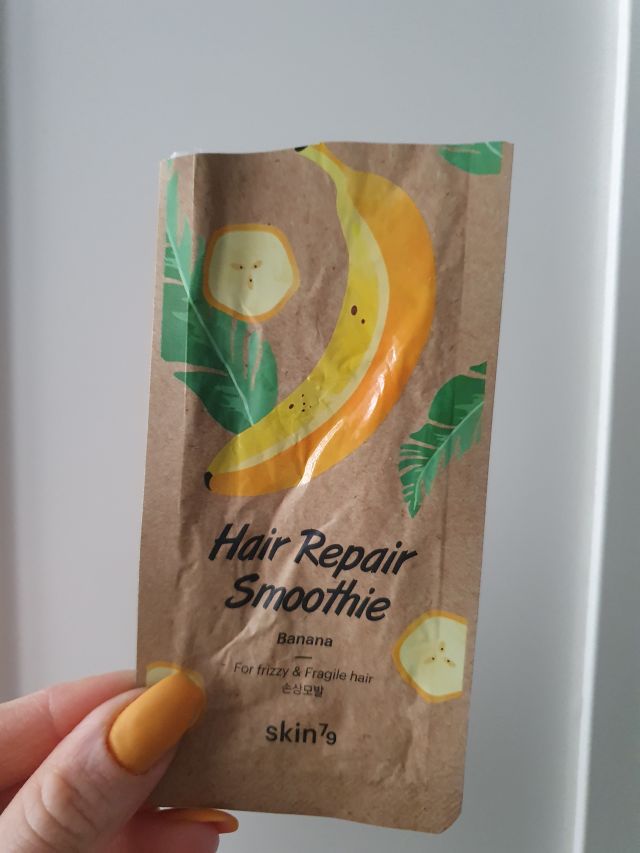 Hair Repair
Smoothie
Banana
For frizzy & Fragile hair
손상모발
skin79